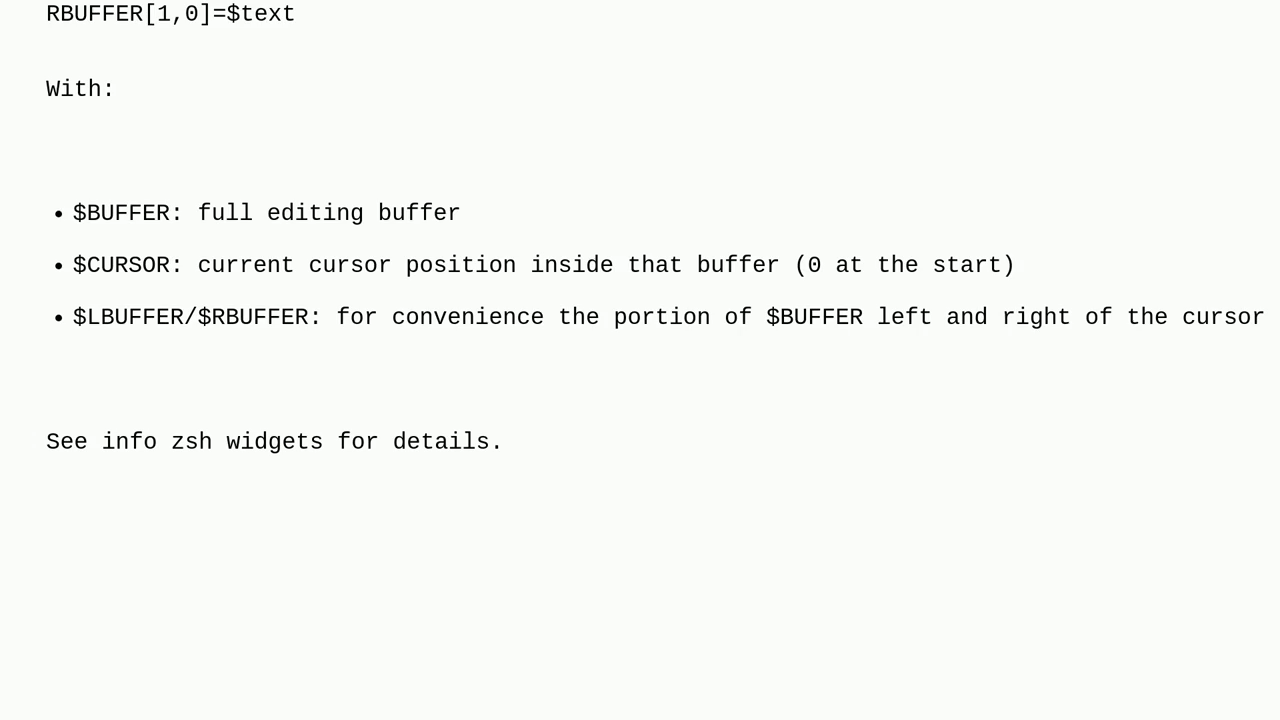 RBUFFER[1,0]=$text
With:
• $BUFFER: full editing buffer
• $CURSOR: current cursor position inside that buffer (0 at the start)
• $LBUFFER/$RBUFFER: for convenience the portion of $BUFFER left and right of the cursor
See info zsh widgets for details.